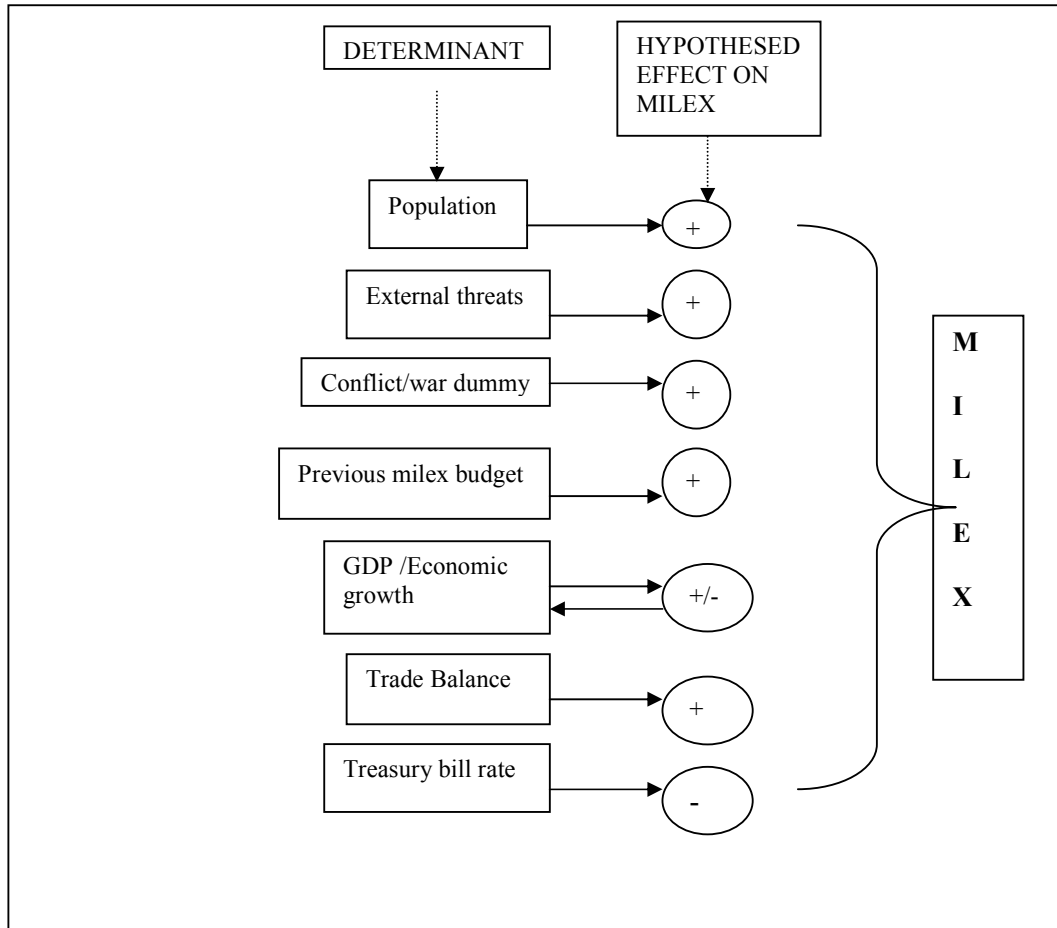 DETERMINANT
HYPOTHESED
EFFECT ON
MILEX
Population
+
External threats
+
Conflict/war dummy
+
Previous milex budget
+
GDP /Economic
growth
+/-
Trade Balance
+
Treasury bill rate
-
M
I
L
E
X